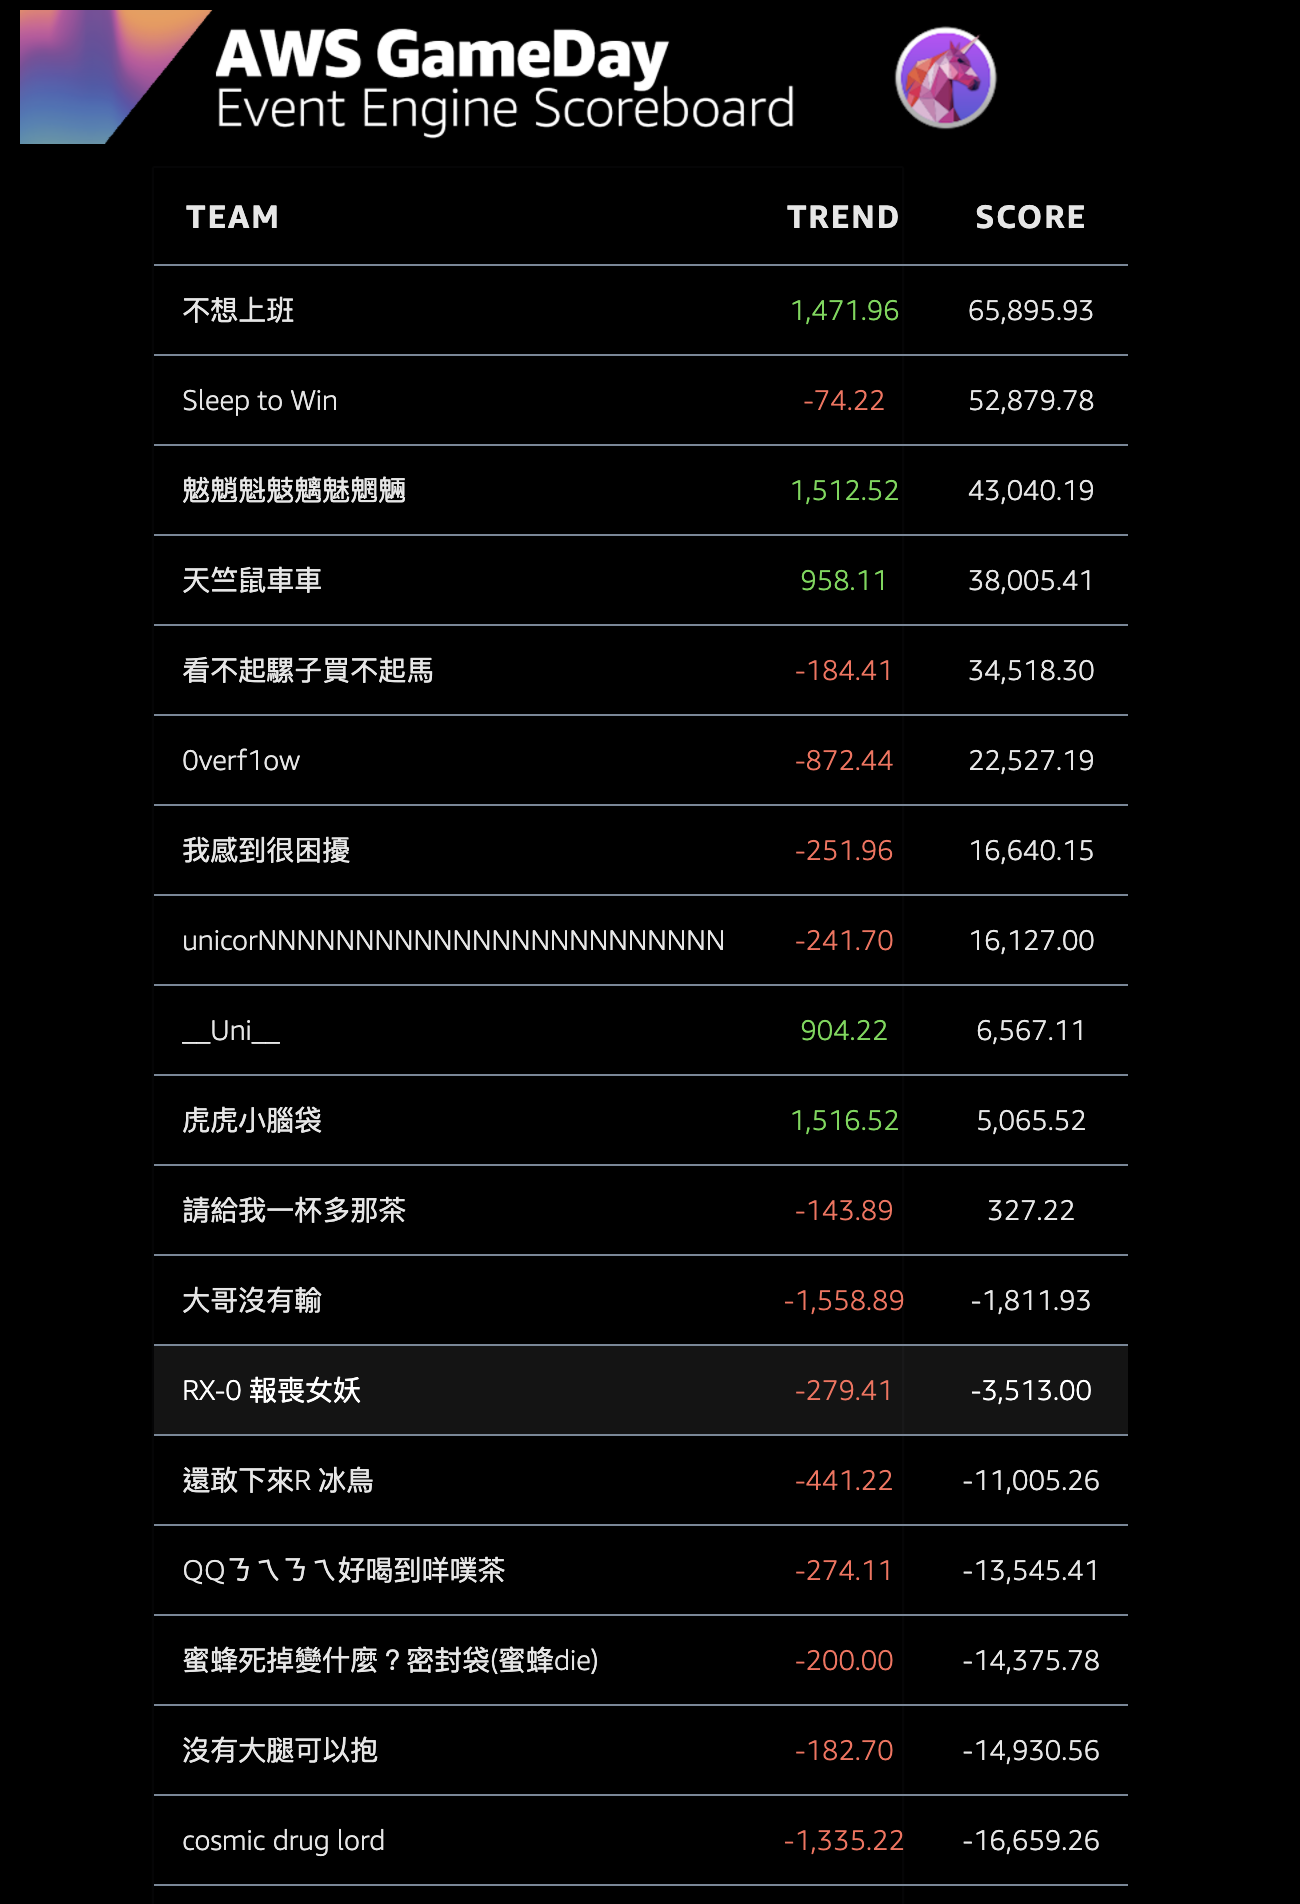 AWS GameDay
Event Engine Scoreboard
TEAM TREND SCORE
不想上班 1,471.96 65,895.93
Sleep to Win -74.22 52,879.78
魃魈魁鬾魑魅魍魎 1,512.52 43,040.19
天竺鼠車車 958.11 38,005.41
看不起騾子買不起馬 -184.41 34,518.30
0verf1ow -872.44 22,527.19
我感到很困擾 -251.96 16,640.15
unicorNNNNNNNNNNNNNNNNNNNNNNNN -241.70 16,127.00
__Uni__ 904.22 6,567.11
虎虎小腦袋 1,516.52 5,065.52
請給我一杯多那茶 -143.89 327.22
大哥沒有輸 -1,558.89 -1,811.93
RX-0 報喪女妖 -279.41 -3,513.00
還敢下來R 冰鳥 -441.22 -11,005.26
QQㄋㄟㄋㄟ好喝到咩噗茶 -274.11 -13,545.41
蜜蜂死掉變什麼？密封袋(蜜蜂die) -200.00 -14,375.78
沒有大腿可以抱 -182.70 -14,930.56
cosmic drug lord -1,335.22 -16,659.26